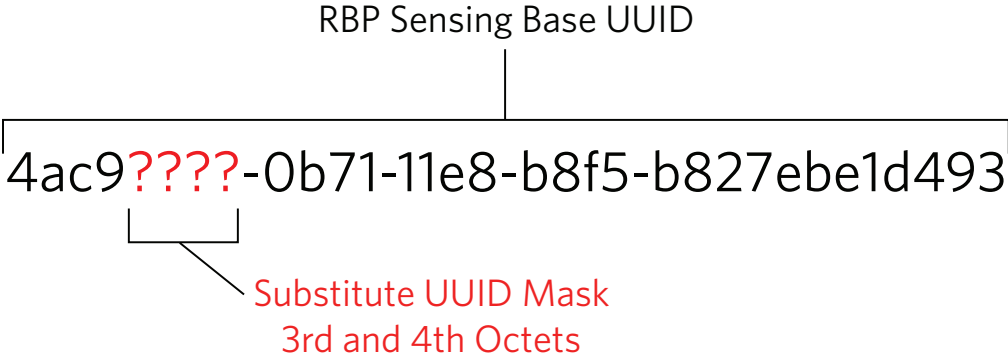 RBP Sensing Base UUID
4ac9????-0b71-11e8-b8f5-b827ebe1d493
Substitute UUID Mask
3rd and 4th Octets